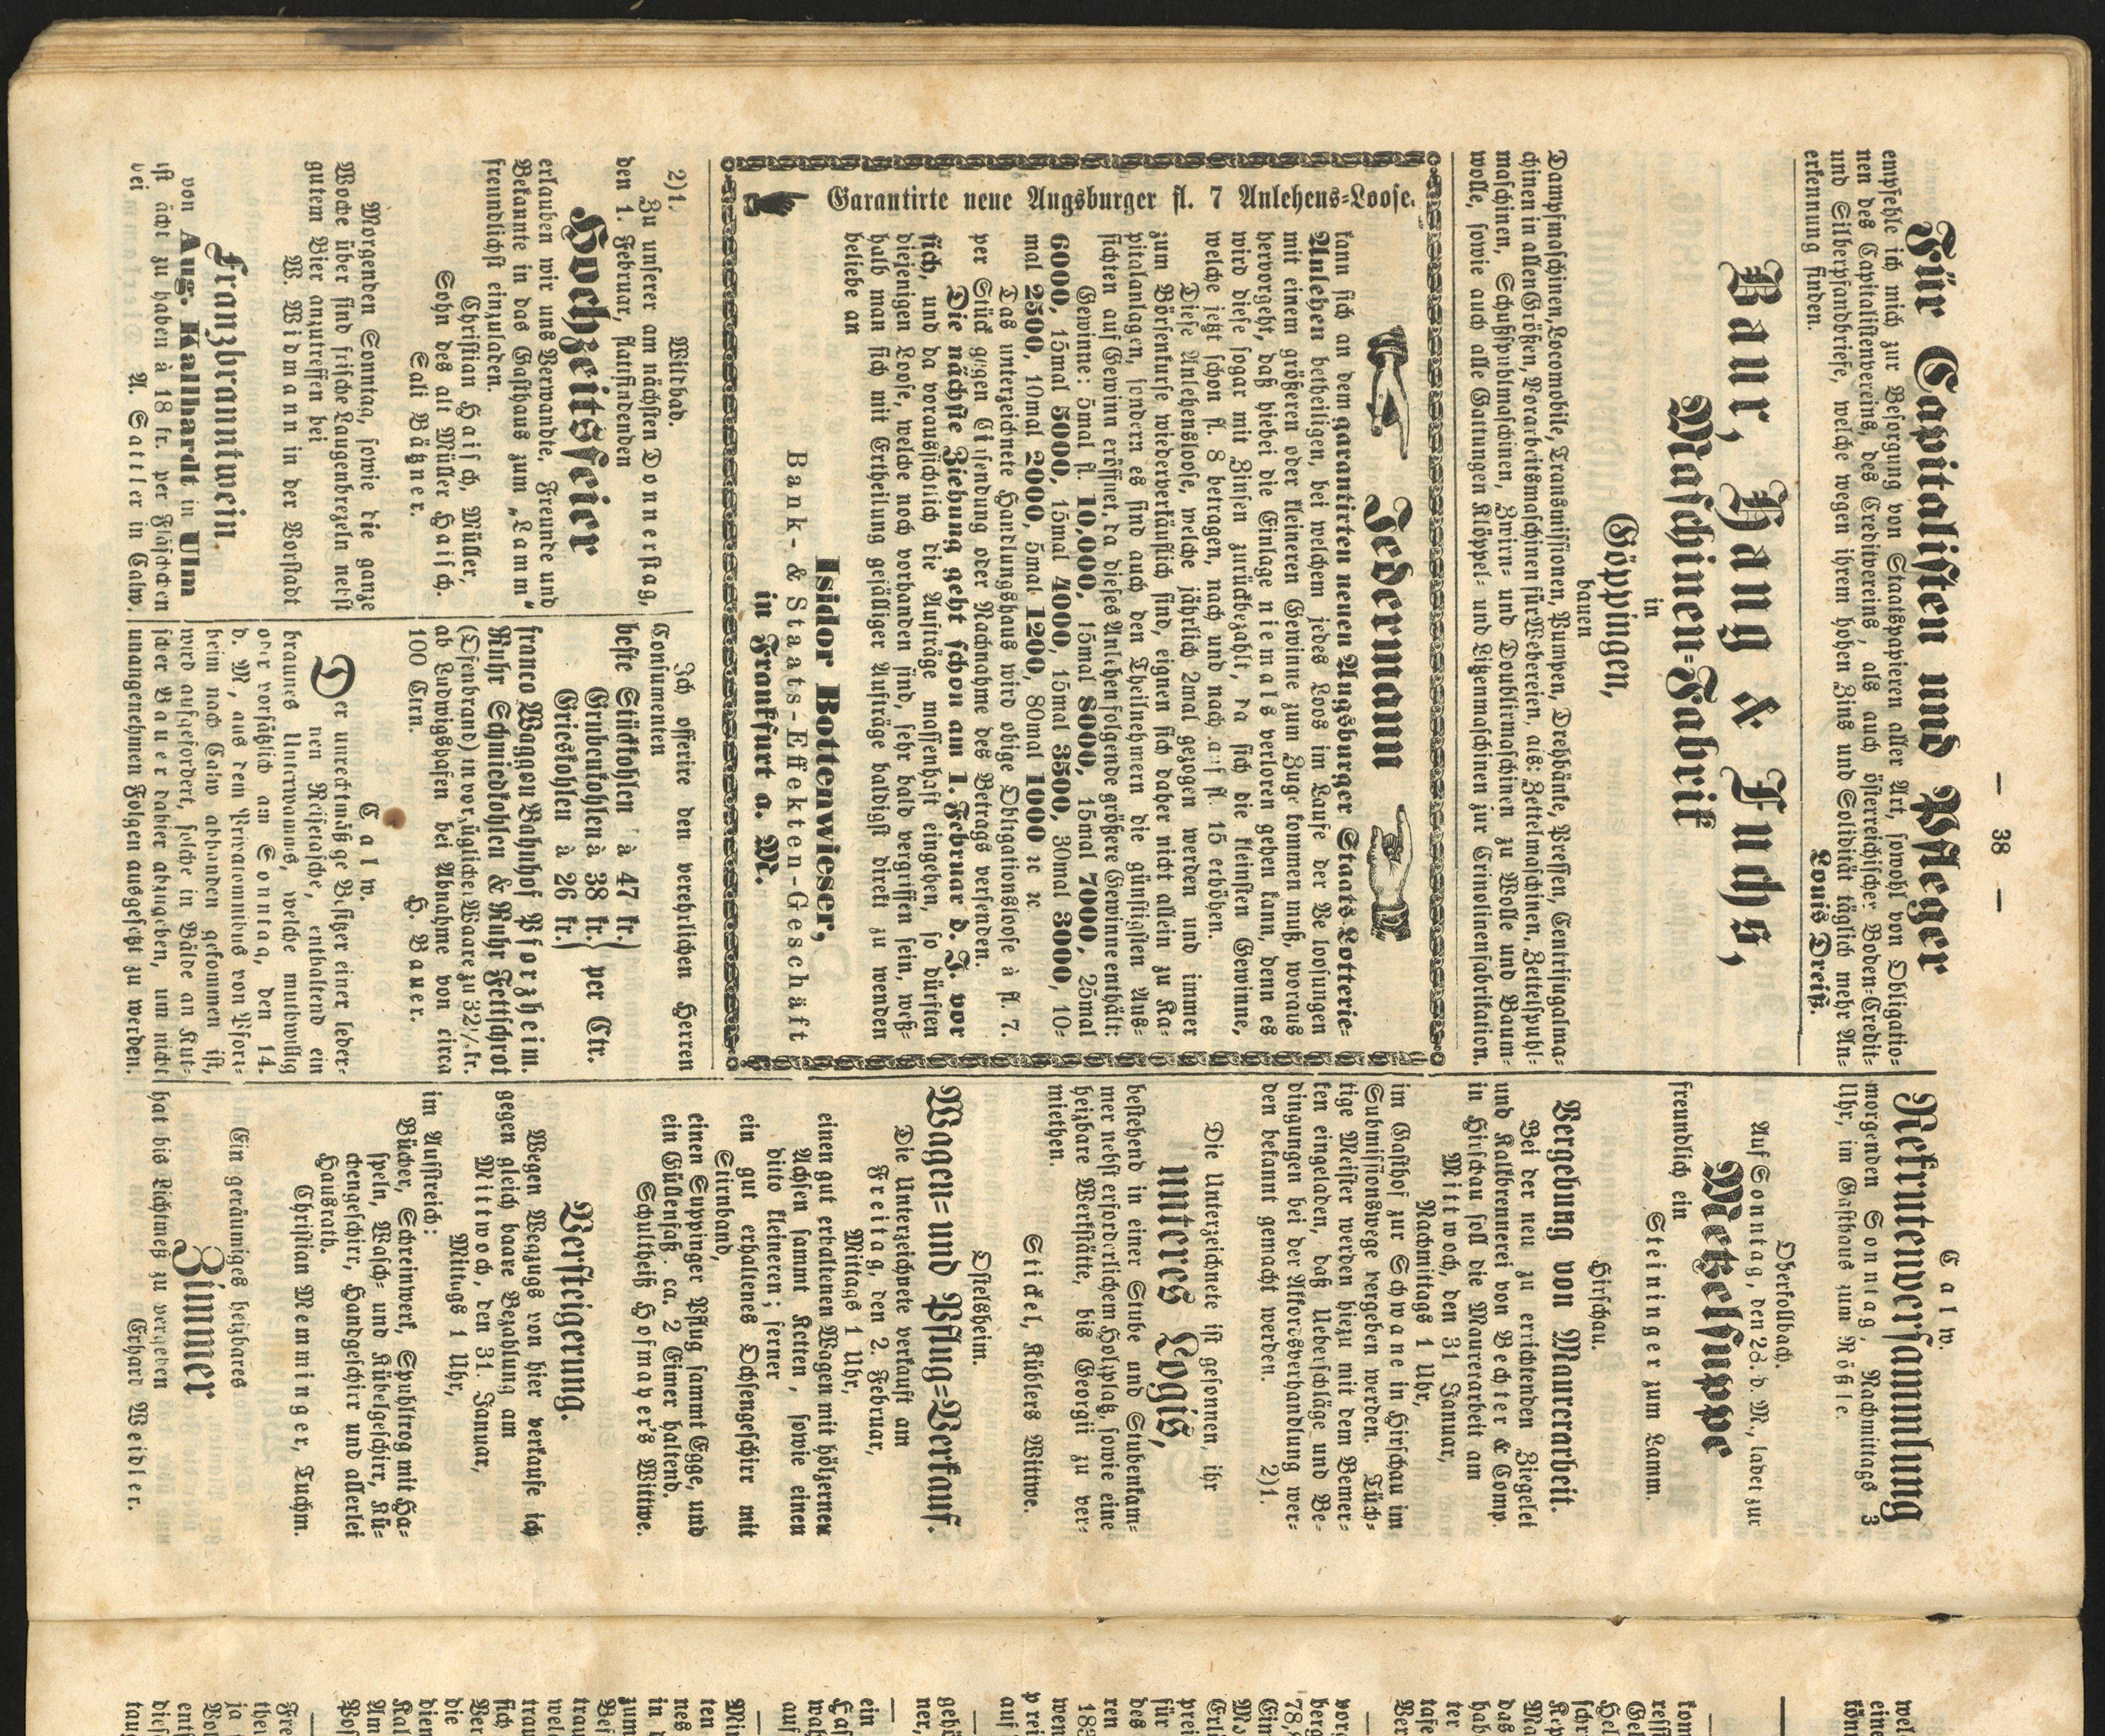 — 38 —
Für Capitalisten und Pfleger
empfehle ich mich zur Besorgung von Staatspapieren aller Art, sowohl von Obligatio-
nen des Capitalistenvereins, des Creditvereins, als auch österreichischer Boden-Credit-
und Silberpfandbriefe, welche wegen ihrem hohen Zins und Solidität täglich mehr An-
erkennung finden.
Louis Dreiß.
Baur, Haug & Fuchs,
Maschinen-Fabrik
in
Göppingen,
bauen
Dampfmaschinen, Locomobile, Transmissionen, Pumpen, Drehbänke, Pressen, Centrifugalma-
chinen in allen Größen, Vorarbeitsmaschinen für Webereien, als: Zettelmaschinen, Zettelspuhl-
maschinen, Schußspuhlmaschinen, Zwirn- und Doublirmaschinen zu Wolle und Baum-
wolle, sowie auch alle Gattungen Klöppel- und Litzenmaschinen zur Crinolinenfabrikation.
Garantirte neue Augsburger fl. 7 Anlehens-Loose.
Jedermann
kann sich an dem garantirten neuen Augsburger Staats-Lotterie-
Anlehen betheiligen, bei welchem jedes Loos im Laufe der Verloosungen
mit einem größeren oder kleineren Gewinne zum Zuge kommen muß, woraus
hervorgeht, daß hiebei die Einlage niemals verloren gehen kann, denn es
wird diese sogar mit Zinsen zurückbezahlt, da sich die kleinsten Gewinne,
welche jetzt schon fl. 8 betragen, nach und nach auf fl. 15 erhöhen.
Diese Anlehensloose, welche jährlich 2mal gezogen werden und immer
zum Börsenkurse wiederverkäuflich sind, eignen sich daher nicht allein zu Ka-
pitalanlagen, sondern es sind auch den Theilnehmern die günstigsten Aus-
sichten auf Gewinn eröffnet, da dieses Anlehen folgende größere Gewinne enthält:
Gewinne: 5mal fl. 10,000, 15mal 8000, 15mal 7000, 25mal
6000, 15mal 5000, 15mal 4000, 15mal 3500, 30mal 3000, 10-
mal 2500, 10mal 2000, 5mal 1200, 80mal 1000 ꝛc ꝛc.
Das unterzeichnete Handlungshaus wird obige Obligationsloose à fl. 7.
per Stück gegen Einsendung oder Nachnahme des Betrags versenden.
Die nächste Ziehung geht schon am 1. Februar d. J. vor
sich, und da voraussichtlich die Aufträge massenhaft eingehen, so dürften
diejenigen Loose, welche noch vorhanden sind, sehr bald vergriffen sein, weß-
halb man sich mit Ertheilung gefälliger Aufträge baldigst direkt zu wenden
beliebe an
Isidor Bottenwieser,
Bank- & Staats-Effekten-Geschäft
in Frankfurt a. M.
2)1. Wildbad.
Zu unserer am nächsten Donnerstag,
den 1. Februar, stattfindenden
Hochzeitsfeier
erlauben wir uns Verwandte, Freunde und
Bekannte in das Gasthaus zum „Lamm“
freundlichst einzuladen.
Christian Haisch, Müller,
Sohn des alt Müller Haisch.
Sali Bätzner.
Morgenden Sonntag, sowie die ganze
Woche über sind frische Laugenbrezeln nebst
gutem Bier anzutreffen bei
W. Widmann in der Vorstadt
Franzbranntwein
von Aug. Kallhardt in Ulm
ist ächt zu haben à 18 kr. per Fläschchen
bei A. Sattler in Calw.
Ich offerire den verehrlichen Herren
Consumenten
beste Stückkohlen à 47 kr.
Grubenkohlen à 38 kr. per Ctr.
Grieskohlen à 26 kr.
franco Waggon Bahnhof Pforzheim.
Ruhr Schmiedkohlen & Ruhr Fettschrot
(Ofenbrand) in vorzüglicher Waare zu 32½ kr.
ab Ludwigshafen bei Abnahme von circa
100 Ctrn. H. Bauer.
Calw.
Der unrechtmäßige Besitzer einer leder-
nen Reisetasche, enthaltend ein
braunes Unterwamms, welche muthwillig
oder vorsätzlich am Sonntag, den 14.
d. M., aus dem Privatomnibus von Pforz-
heim nach Calw abhanden gekommen ist,
wird aufgefordert, solche in Bälde an Kut-
scher Bauer dahier abzugeben, um nicht
unangenehmen Folgen ausgesetzt zu werden.
Calw.
Rekrutenversammlung
morgenden Sonntag, Nachmittags 3
Uhr, im Gasthaus zum Rößle.
Oberkollbach.
Auf Sonntag, den 28. d. M., ladet zur
Metzelsuppe
freundlich ein
Steininger zum Lamm.
Hirschau.
Vergebung von Maurerarbeit.
Bei der neu zu errichtenden Ziegelei
und Kalkbrennerei von Bechter & Comp.
in Hirschau soll die Maurerarbeit am
Mittwoch, den 31 Januar,
Nachmittags 1 Uhr,
im Gasthof zur Schwane in Hirschau im
Submissionswege vergeben werden. Tüch-
tige Meister werden hiezu mit dem Bemer-
ken eingeladen, daß Ueberschläge und Be-
dingungen bei der Akkordsverhandlung wer-
den bekannt gemacht werden. 2)1.
Die Unterzeichnete ist gesonnen, ihr
unteres Logis,
bestehend in einer Stube und Stubenkam-
mer nebst erforderlichem Holzplatz, sowie eine
heizbare Werkstätte, bis Georgii zu ver-
miethen.
Stickel, Küblers Wittwe.
Ostelsheim.
Wagen- und Pflug-Verkauf.
Die Unterzeichnete verkauft am
Freitag, den 2. Februar,
Mittags 1 Uhr,
einen gut erhaltenen Wagen mit hölzernen
Achsen sammt Ketten, sowie einen
ditto kleineren; ferner
ein gut erhaltenes Ochsengeschirr mit
Stirnband,
einen Suppinger Pflug sammt Egge, und
ein Güllenfaß, ca. 2 Eimer haltend.
Schultheiß Hofmayer's Wittwe.
Versteigerung.
Wegen Wegzugs von hier verkaufe ich
gegen gleich baare Bezahlung am
Mittwoch, den 31. Januar,
Mittags 1 Uhr,
im Aufstreich:
Bücher, Schreinwerk, Spuhltrog mit Ha-
speln, Wasch- und Kübelgeschirr, Kü-
chengeschirr, Handgeschirr und allerlei
Hausrath.
Christian Memminger, Tuchm.
Ein geräumiges heizbares
Zimmer
hat bis Lichtmeß zu vergeben
Erhard Weidler.